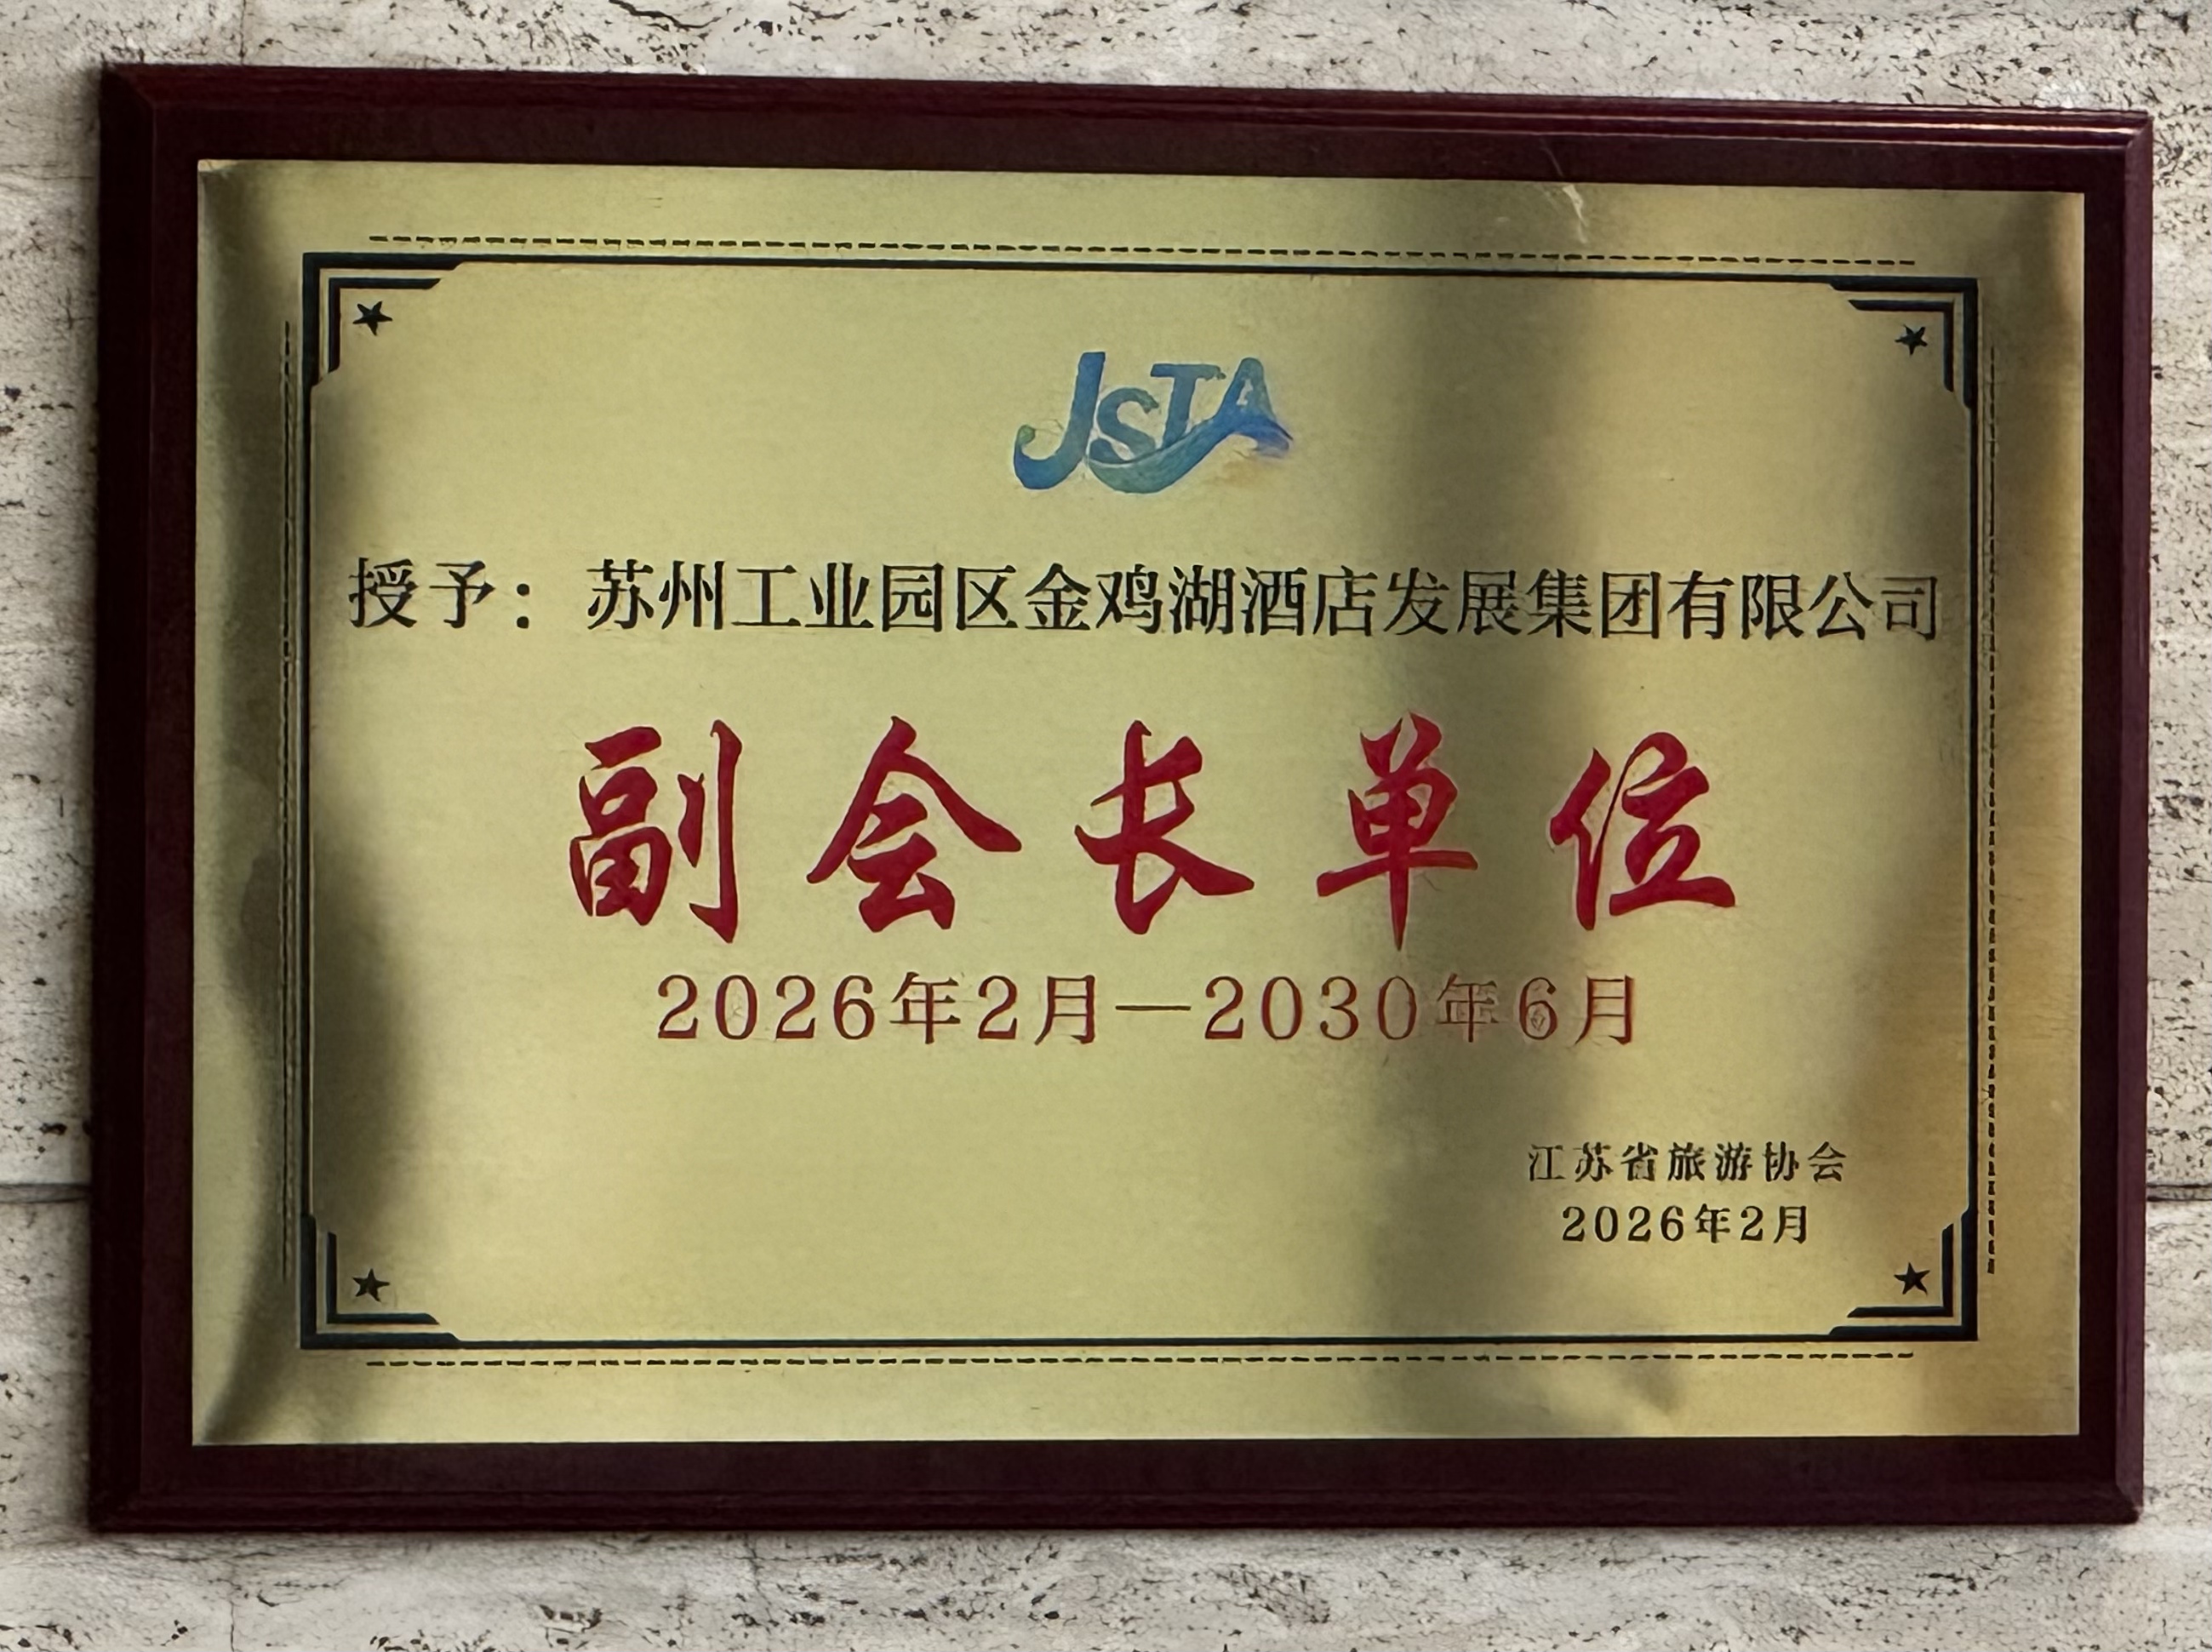 JSTA
授予：苏州工业园区金鸡湖酒店发展集团有限公司
副会长单位
2026年2月—2030年6月
江苏省旅游协会
2026年2月